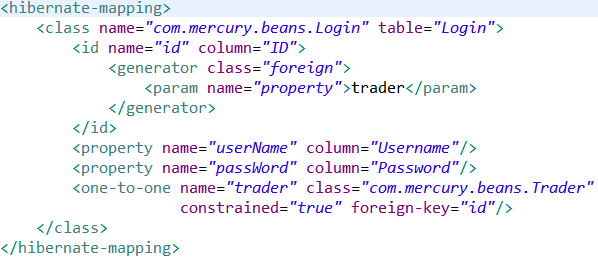 <hibernate-mapping>
<class name="com.mercury.beans.Login" table="Login">
<id name="id" column="ID">
<generator class="foreign">
<param name="property">trader</param>
</generator>
</id>
<property name="userName" column="Username"/>
<property name="passWord" column="Password"/>
<one-to-one name="trader" class="com.mercury.beans.Trader"
constrained="true" foreign-key="id"/>
</class>
</hibernate-mapping>